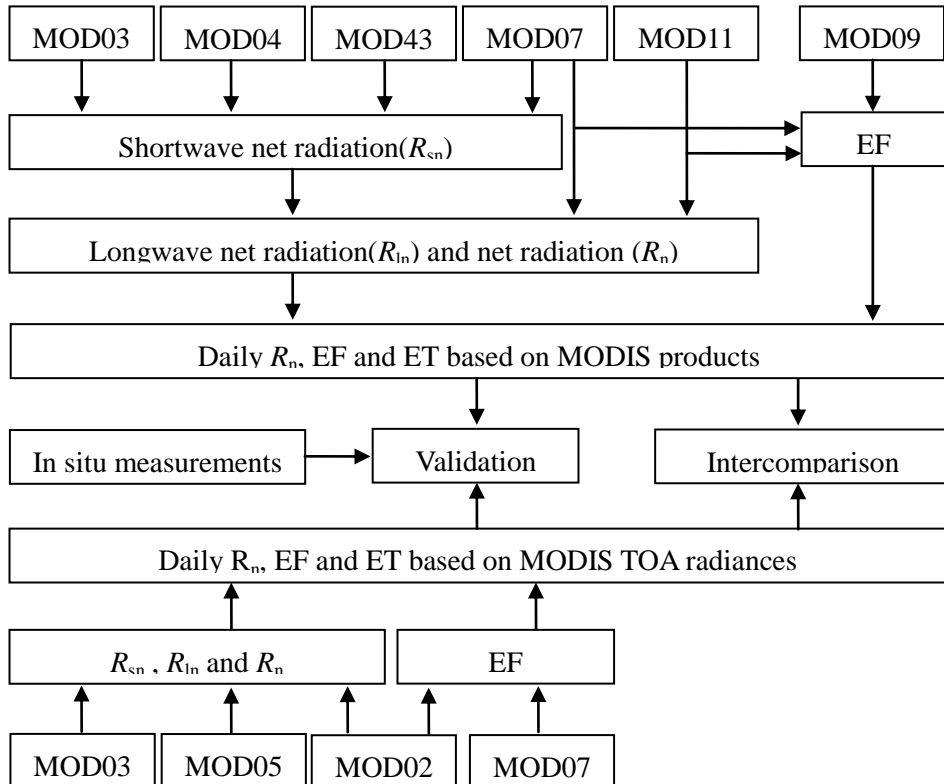 MOD03 MOD04 MOD43 MOD07 MOD11 MOD09
Shortwave net radiation(Rsn)
EF
Longwave net radiation(Rln) and net radiation (Rn)
Daily Rn, EF and ET based on MODIS products
In situ measurements
Validation
Intercomparison
Daily Rn, EF and ET based on MODIS TOA radiances
Rsn , Rln and Rn
EF
MOD03 MOD05 MOD02 MOD07